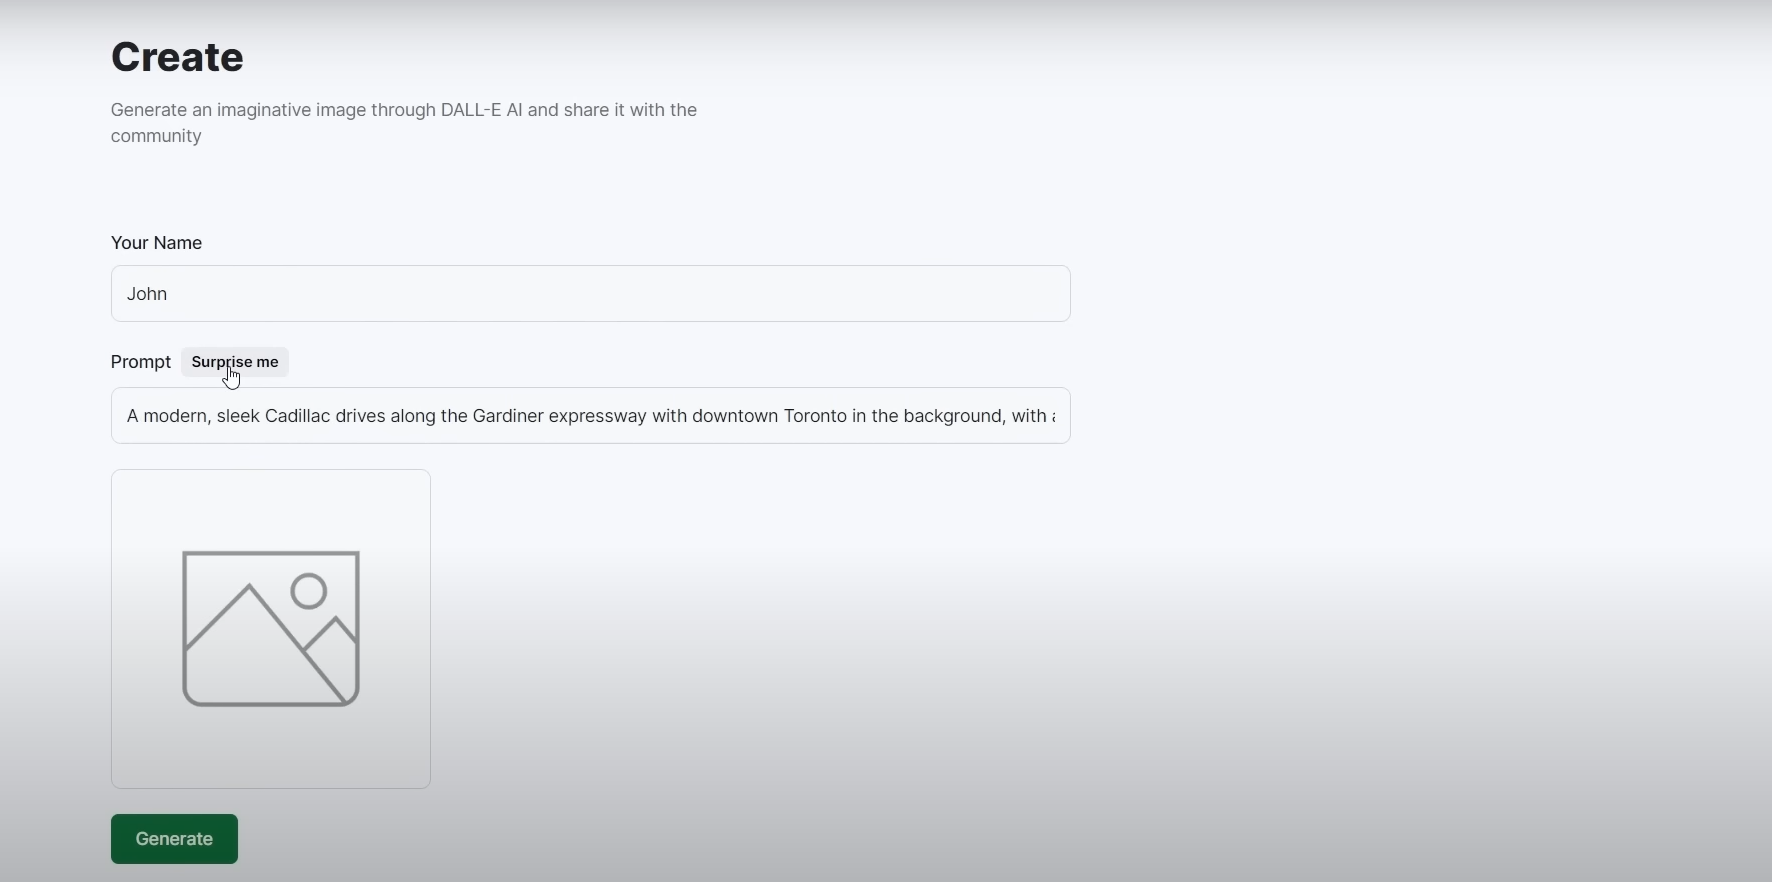 Create
Generate an imaginative image through DALL-E AI and share it with the
community
Your Name
John
Prompt Surprise me
A modern, sleek Cadillac drives along the Gardiner expressway with downtown Toronto in the background, with
Generate